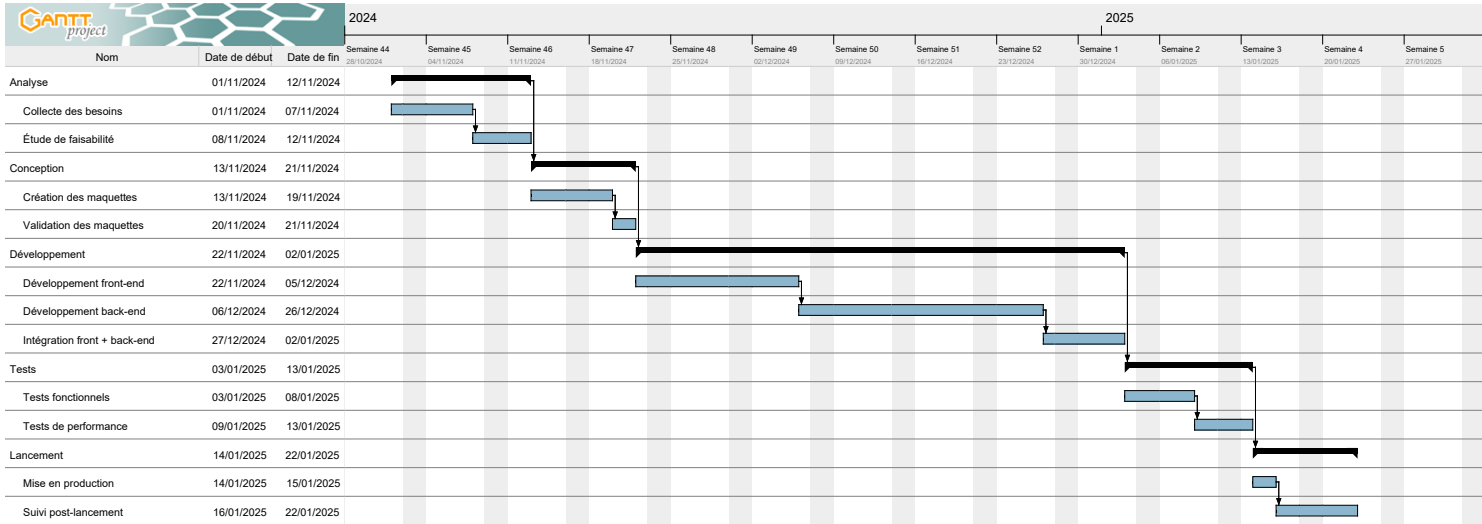 GANTT
project
2024
2025
Nom Date de début Date de fin
Semaine 44 Semaine 45 Semaine 46 Semaine 47 Semaine 48 Semaine 49 Semaine 50 Semaine 51 Semaine 52 Semaine 1 Semaine 2 Semaine 3 Semaine 4 Semaine 5
28/10/2024 04/11/2024 11/11/2024 18/11/2024 25/11/2024 02/12/2024 09/12/2024 16/12/2024 23/12/2024 30/12/2024 06/01/2025 13/01/2025 20/01/2025 27/01/2025
Analyse 01/11/2024 12/11/2024
Collecte des besoins 01/11/2024 07/11/2024
Étude de faisabilité 08/11/2024 12/11/2024
Conception 13/11/2024 21/11/2024
Création des maquettes 13/11/2024 19/11/2024
Validation des maquettes 20/11/2024 21/11/2024
Développement 22/11/2024 02/01/2025
Développement front-end 22/11/2024 05/12/2024
Développement back-end 06/12/2024 26/12/2024
Intégration front + back-end 27/12/2024 02/01/2025
Tests 03/01/2025 13/01/2025
Tests fonctionnels 03/01/2025 08/01/2025
Tests de performance 09/01/2025 13/01/2025
Lancement 14/01/2025 22/01/2025
Mise en production 14/01/2025 15/01/2025
Suivi post-lancement 16/01/2025 22/01/2025